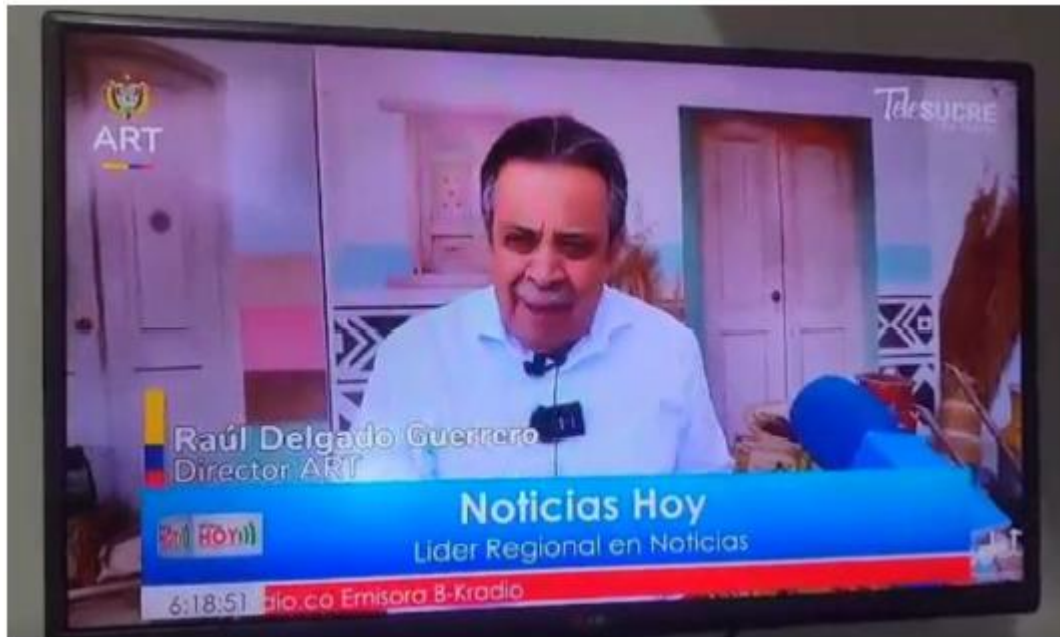 ART
TeleSUCRE
Raúl Delgado Guerrero
Director ART
Noticias Hoy
Lider Regional en Noticias
HOY
6:18:51 dio.co Emisora B-Kradio